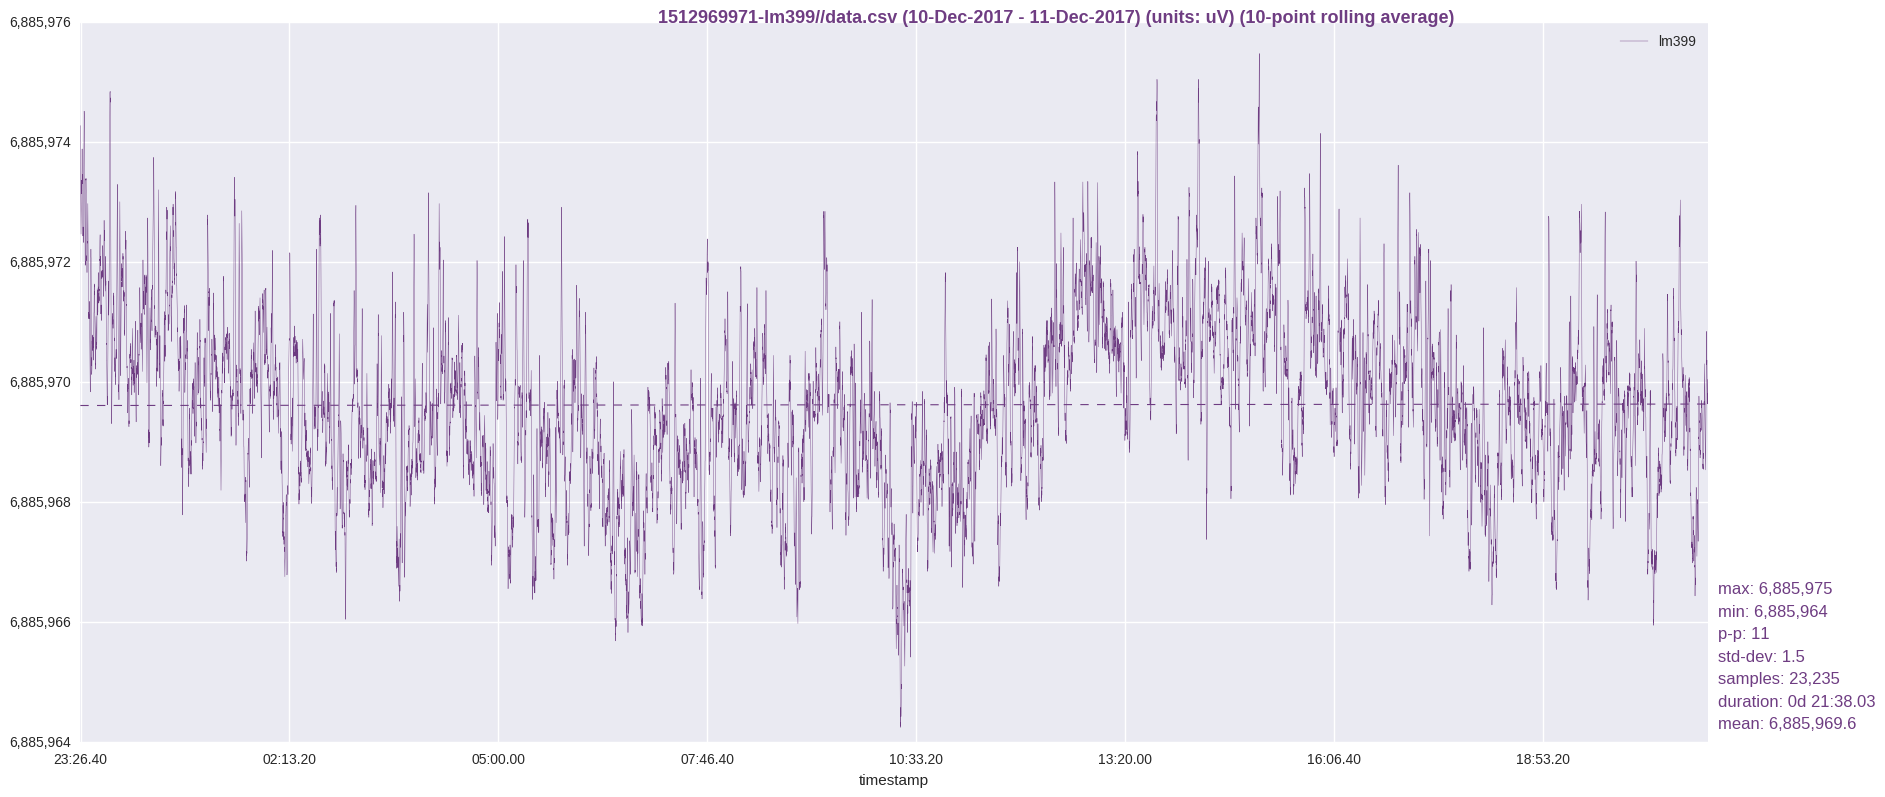 1512969971-lm399//data.csv (10-Dec-2017 - 11-Dec-2017) (units: uV) (10-point rolling average)
lm399
6,885,976
6,885,974
6,885,972
6,885,970
6,885,968
6,885,966
6,885,964
23:26.40 02:13.20 05:00.00 07:46.40 10:33.20 13:20.00 16:06.40 18:53.20
timestamp
max: 6,885,975
min: 6,885,964
p-p: 11
std-dev: 1.5
samples: 23,235
duration: 0d 21:38.03
mean: 6,885,969.6